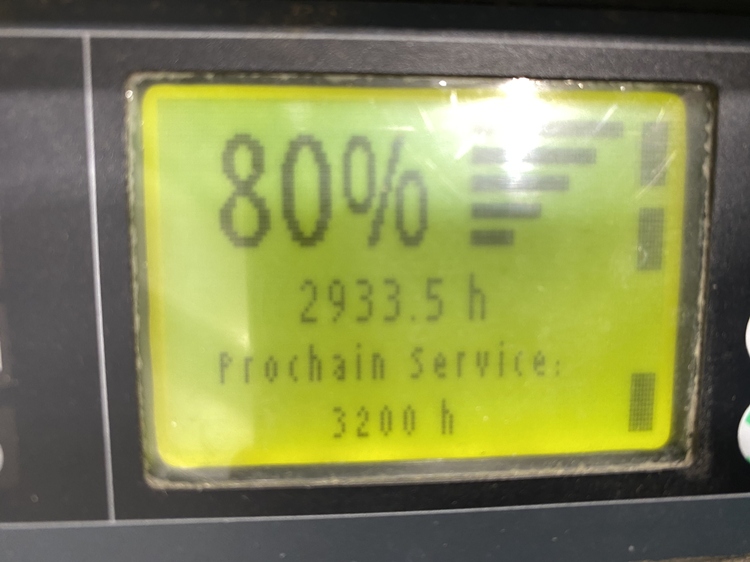 80%
2933.5 h
Prochain Service:
3200 h